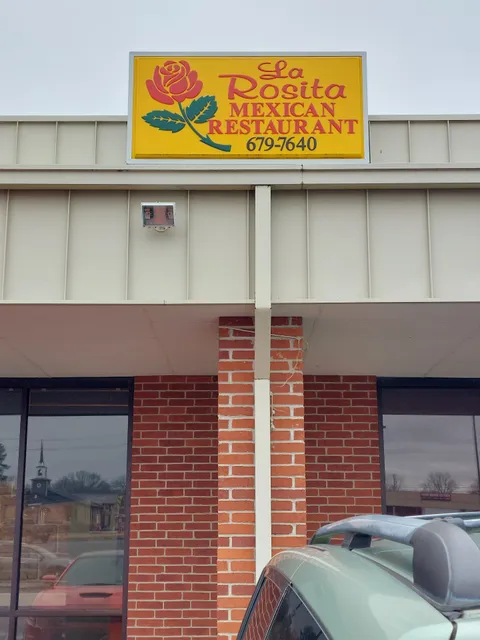 La
Rosita
MEXICAN
RESTAURANT
679-7640